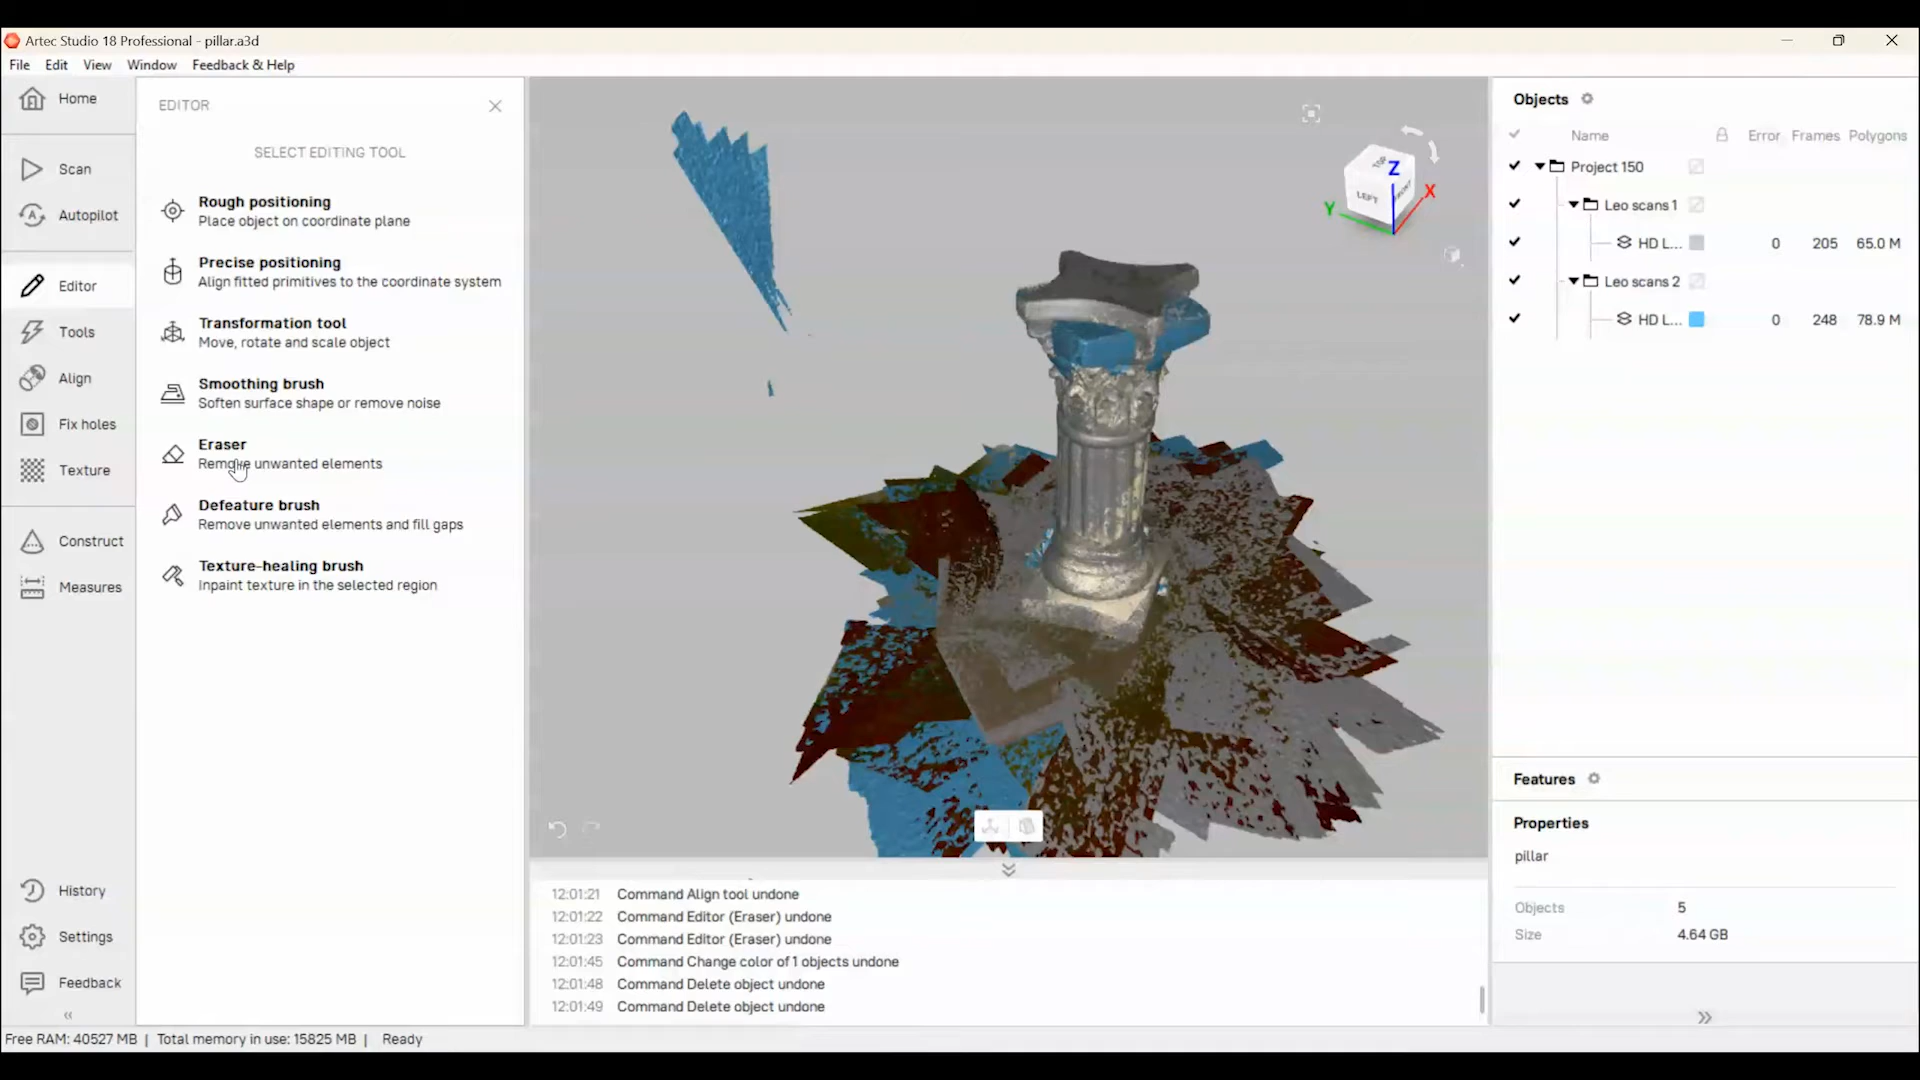 Artec Studio 18 Professional - pillar.a3d
File Edit View Window Feedback & Help
Home
Scan
Autopilot
Editor
Tools
Align
Fix holes
Texture
Construct
Measures
History
Settings
Feedback
EDITOR
SELECT EDITING TOOL
Rough positioning
Place object on coordinate plane
Precise positioning
Align fitted primitives to the coordinate system
Transformation tool
Move, rotate and scale object
Smoothing brush
Soften surface shape or remove noise
Eraser
Remove unwanted elements
Defeature brush
Remove unwanted elements and fill gaps
Texture-healing brush
Inpaint texture in the selected region
TOP
Z
LEFT
FRONT
X
Y
12:01:21 Command Align tool undone
12:01:22 Command Editor (Eraser) undone
12:01:23 Command Editor (Eraser) undone
12:01:45 Command Change color of 1 objects undone
12:01:48 Command Delete object undone
12:01:49 Command Delete object undone
Objects
Name Error Frames Polygons
Project 150
Leo scans 1
HD L... 0 205 65.0 M
Leo scans 2
HD L... 0 248 78.9 M
Features
Properties
pillar
Objects 5
Size 4.64 GB
Free RAM: 40527 MB | Total memory in use: 15825 MB | Ready